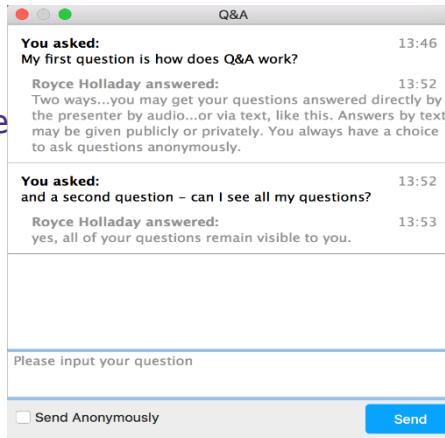 Q&A
You asked: 13:46
My first question is how does Q&A work?
Royce Holladay answered: 13:52
Two ways...you may get your questions answered directly by
the presenter by audio...or via text, like this. Answers by text
may be given publicly or privately. You always have a choice
to ask questions anonymously.
e
You asked: 13:52
and a second question – can I see all my questions?
Royce Holladay answered: 13:53
yes, all of your questions remain visible to you.
Please input your question
Send Anonymously
Send